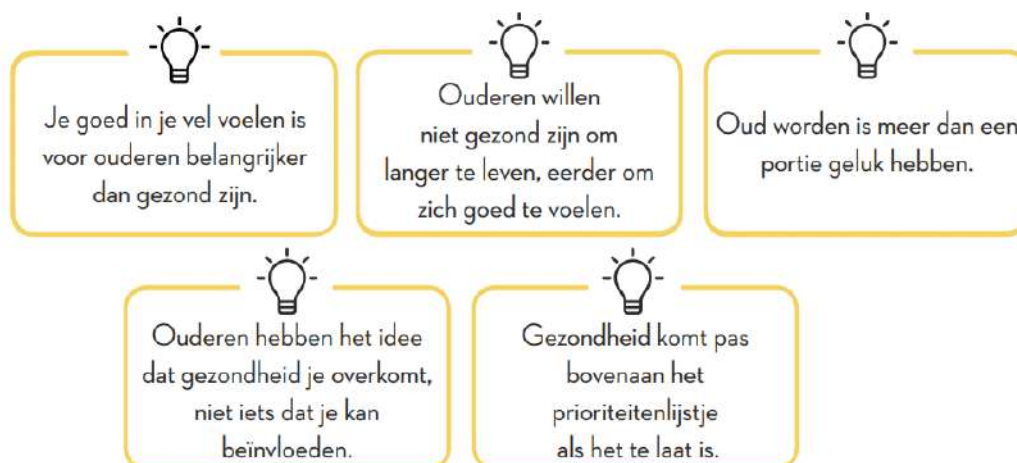 Je goed in je vel voelen is
voor ouderen belangrijker
dan gezond zijn.
Ouderen willen
niet gezond zijn om
langer te leven, eerder om
zich goed te voelen.
Oud worden is meer dan een
portie geluk hebben.
Ouderen hebben het idee
dat gezondheid je overkomt,
niet iets dat je kan
beïnvloeden.
Gezondheid komt pas
bovenaan het
prioriteitenlijstje
als het te laat is.